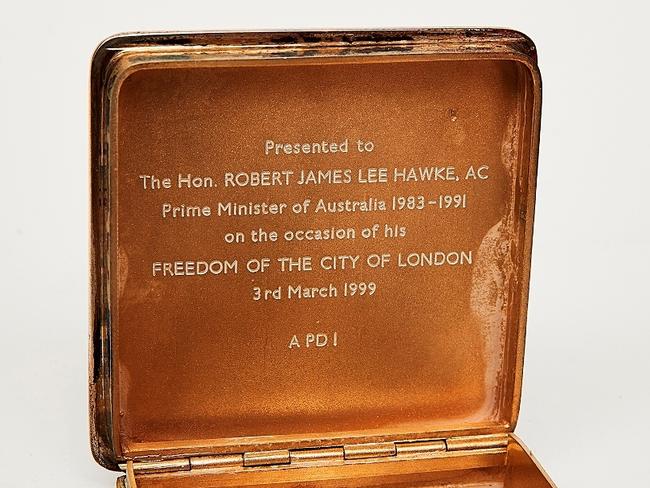 Presented to
The Hon. ROBERT JAMES LEE HAWKE, AC
Prime Minister of Australia 1983-1991
on the occasion of his
FREEDOM OF THE CITY OF LONDON
3rd March 1999
A PD 1